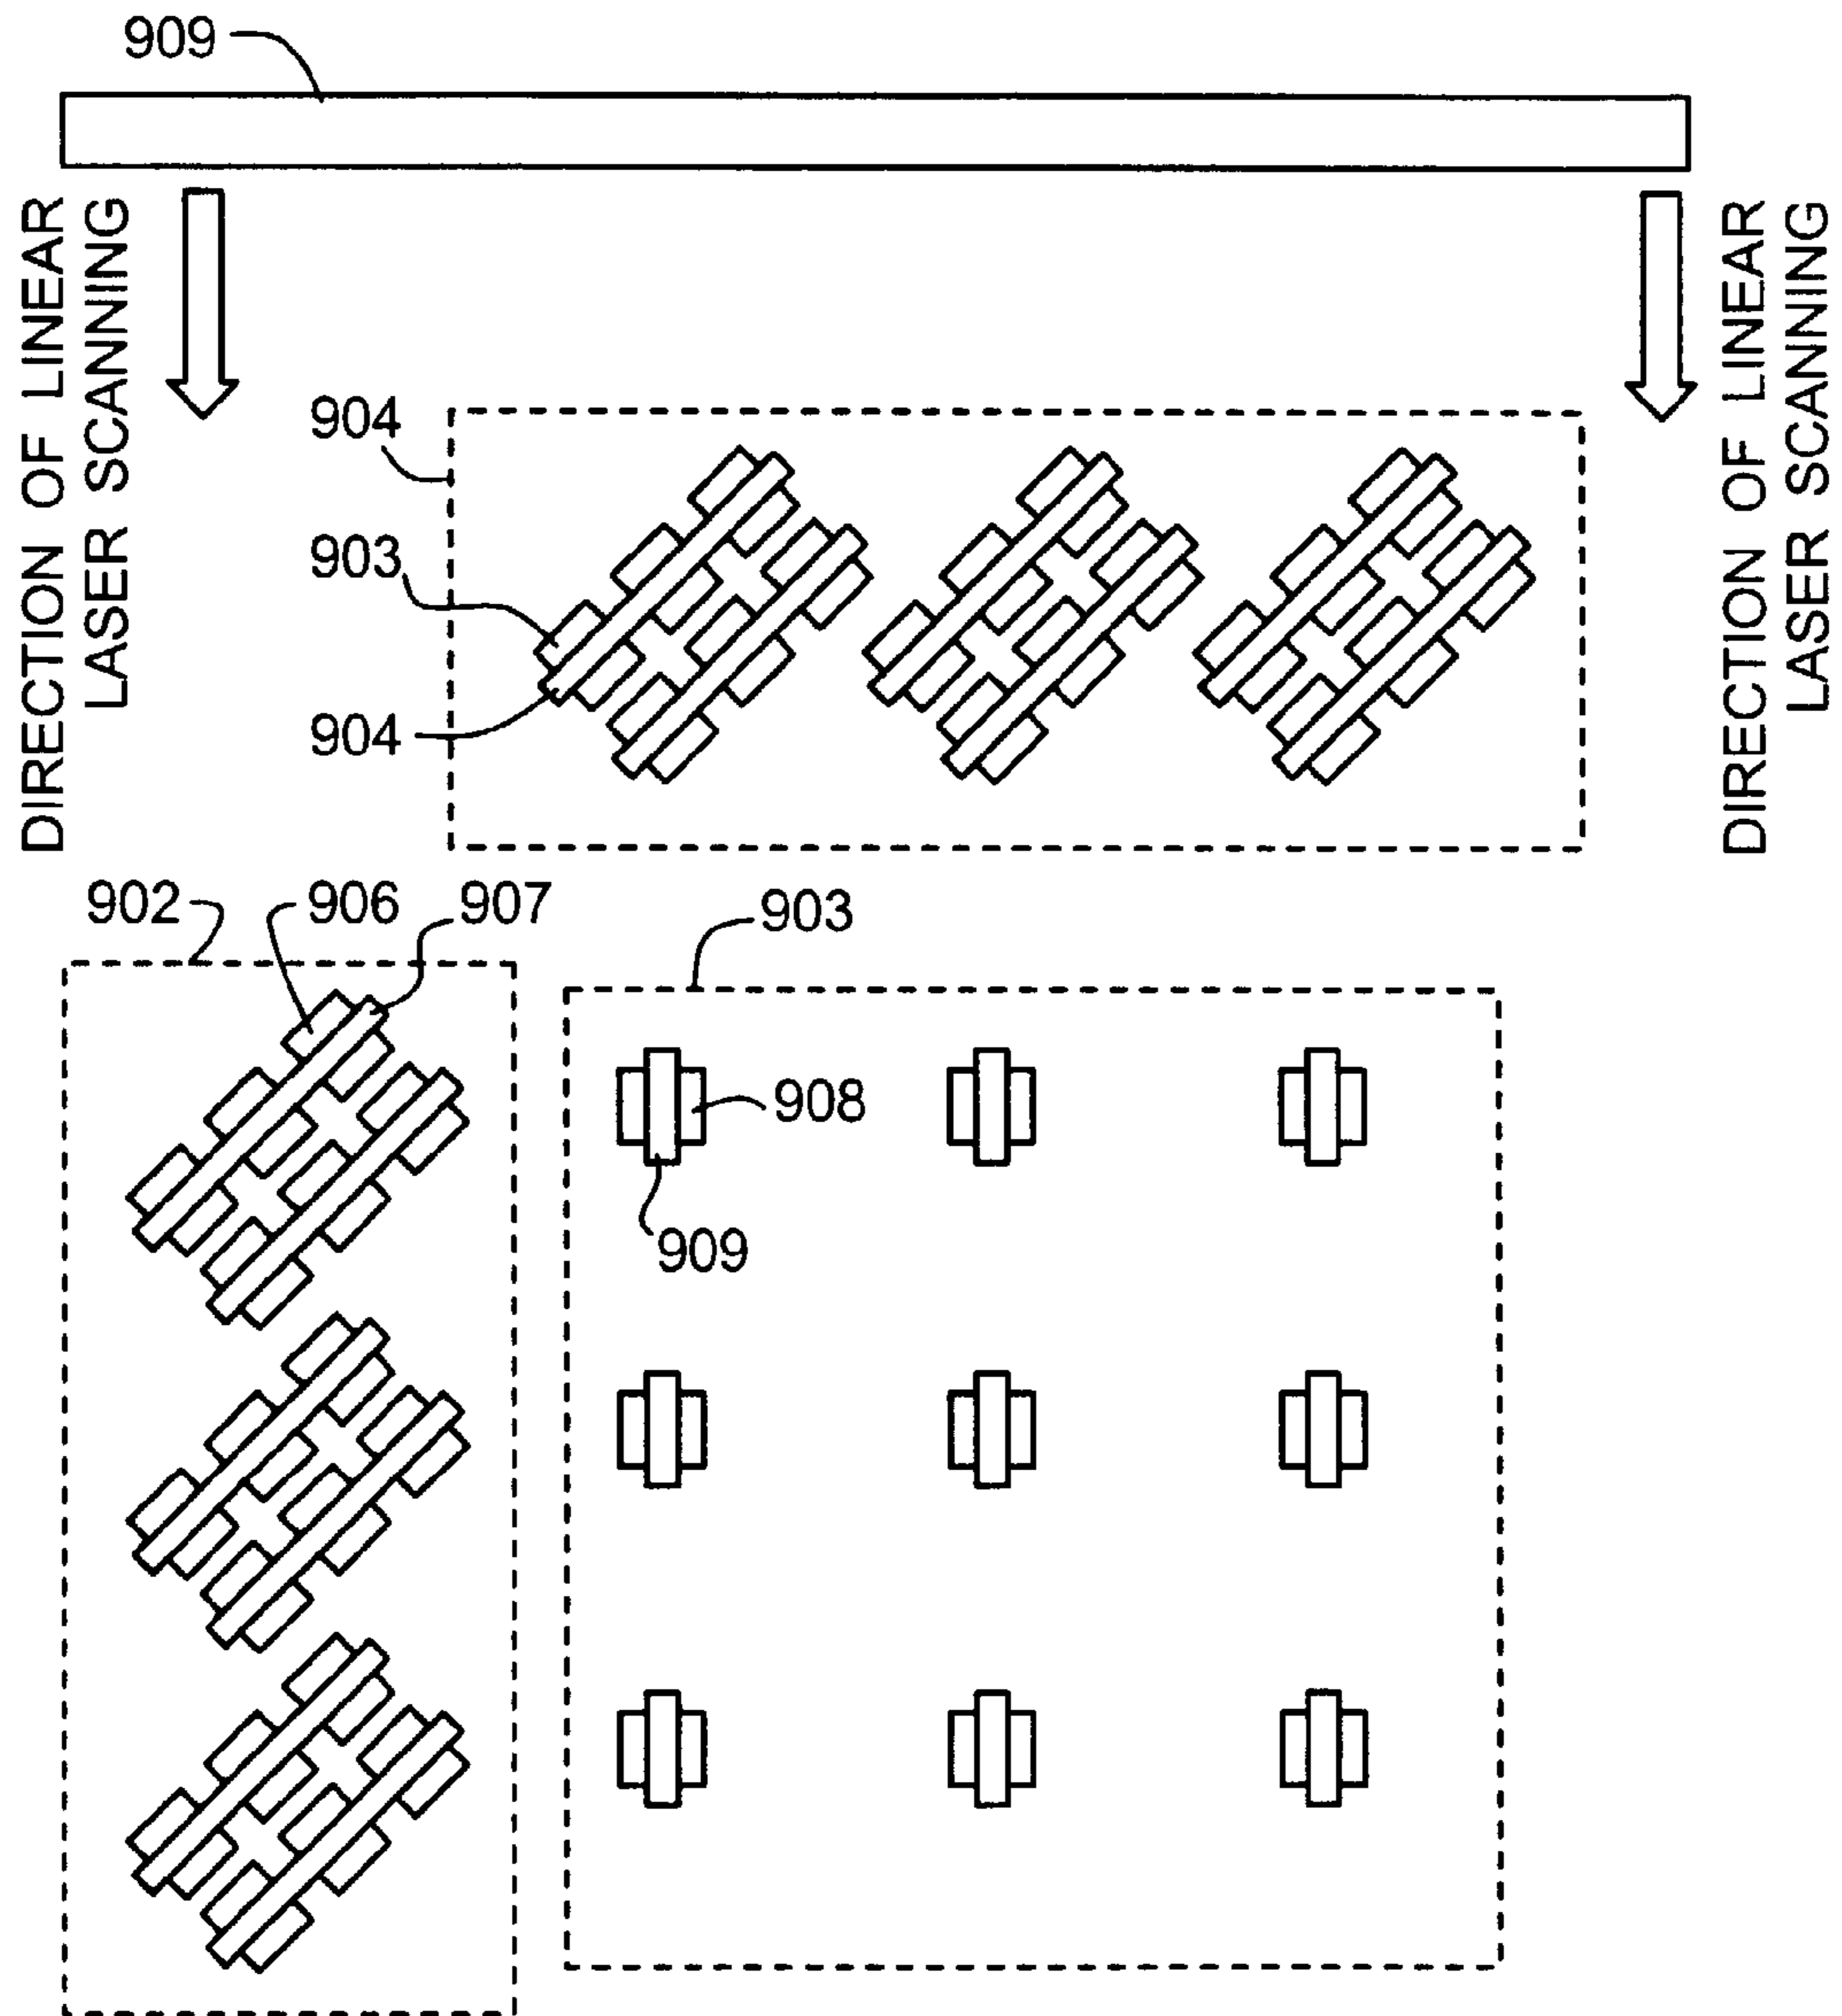 909
DIRECTION OF LINEAR
LASER SCANNING
DIRECTION OF LINEAR
LASER SCANNING
904
903
904
902
906
907
903
908
909